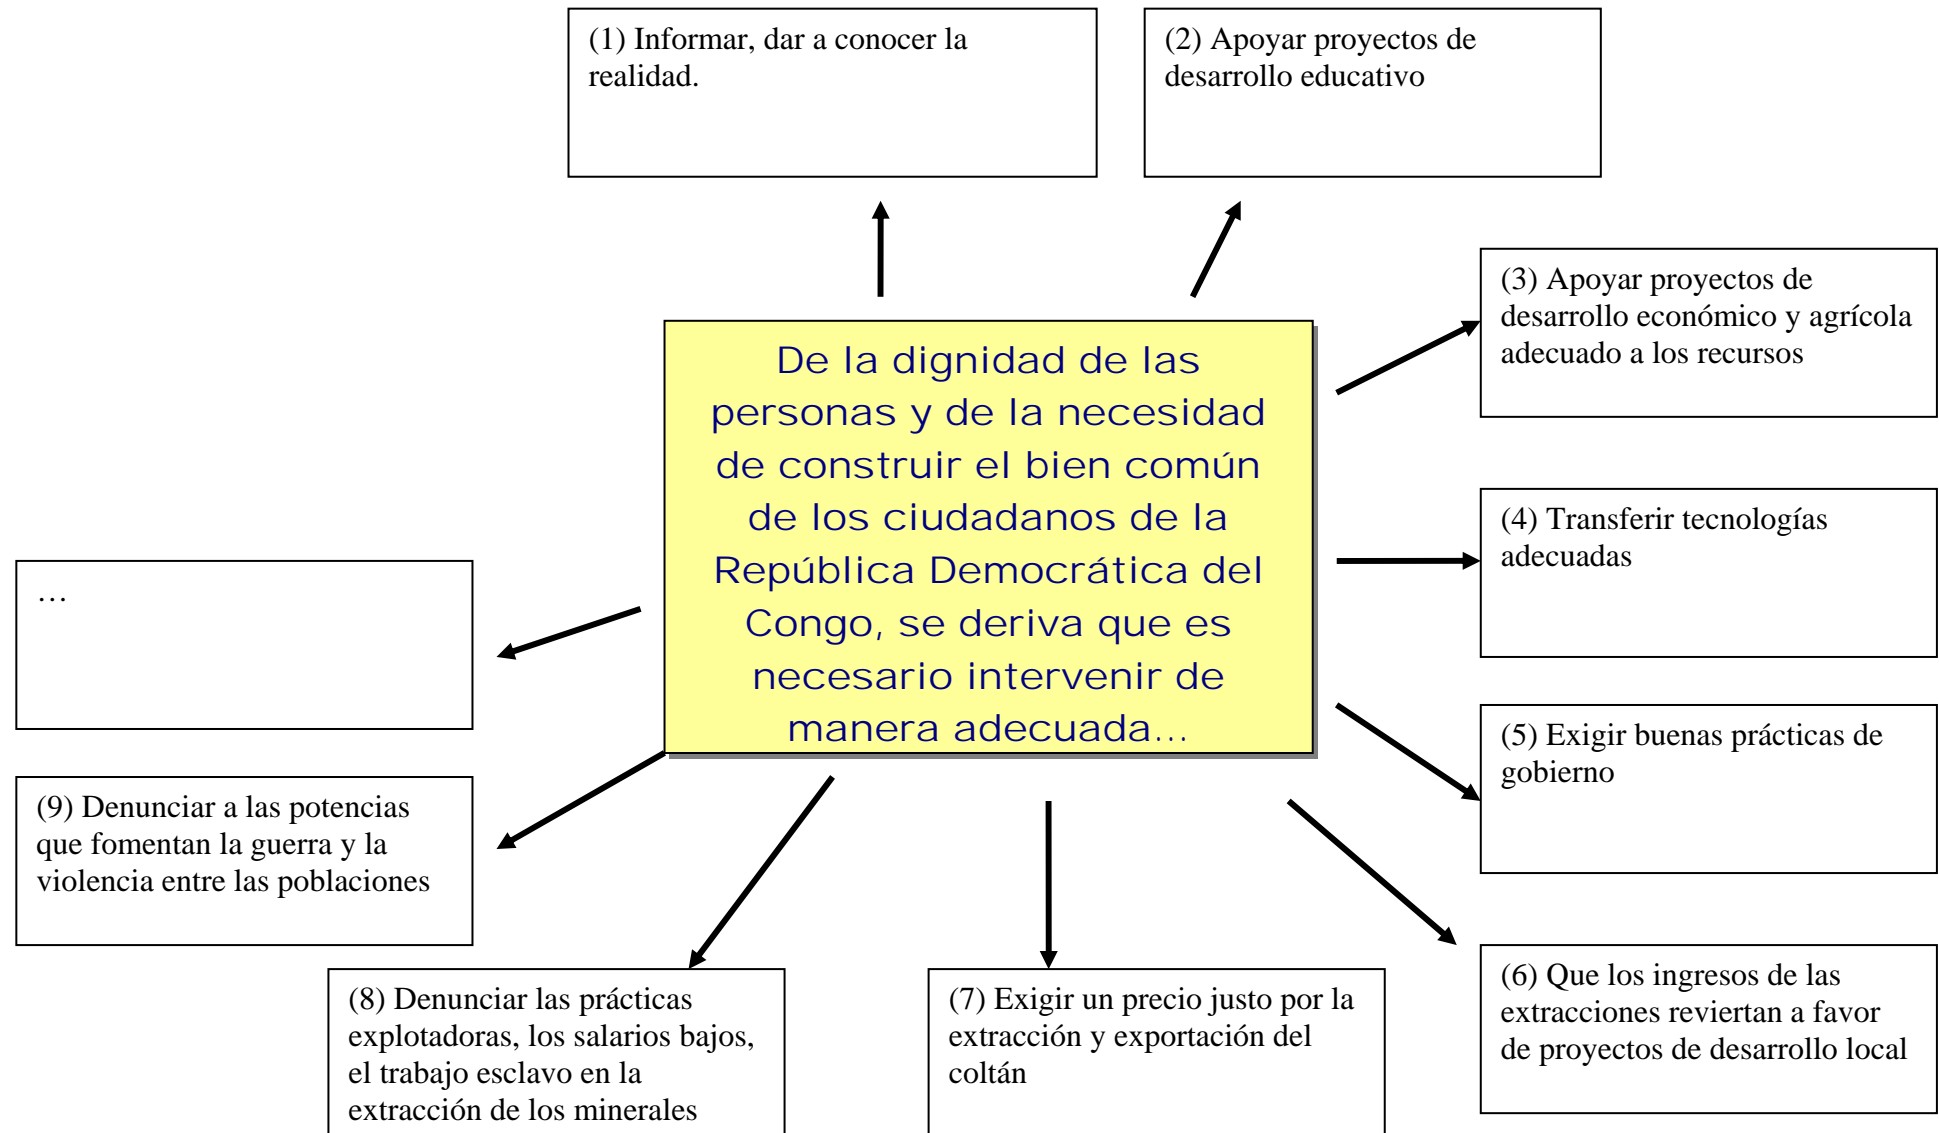 (1) Informar, dar a conocer la
realidad.
(2) Apoyar proyectos de
desarrollo educativo
(3) Apoyar proyectos de
desarrollo económico y agrícola
adecuado a los recursos
De la dignidad de las
personas y de la necesidad
de construir el bien común
de los ciudadanos de la
República Democrática del
Congo, se deriva que es
necesario intervenir de
manera adecuada...
(4) Transferir tecnologías
adecuadas
…
(5) Exigir buenas prácticas de
gobierno
(9) Denunciar a las potencias
que fomentan la guerra y la
violencia entre las poblaciones
(8) Denunciar las prácticas
explotadoras, los salarios bajos,
el trabajo esclavo en la
extracción de los minerales
(7) Exigir un precio justo por la
extracción y exportación del
coltán
(6) Que los ingresos de las
extracciones reviertan a favor
de proyectos de desarrollo local